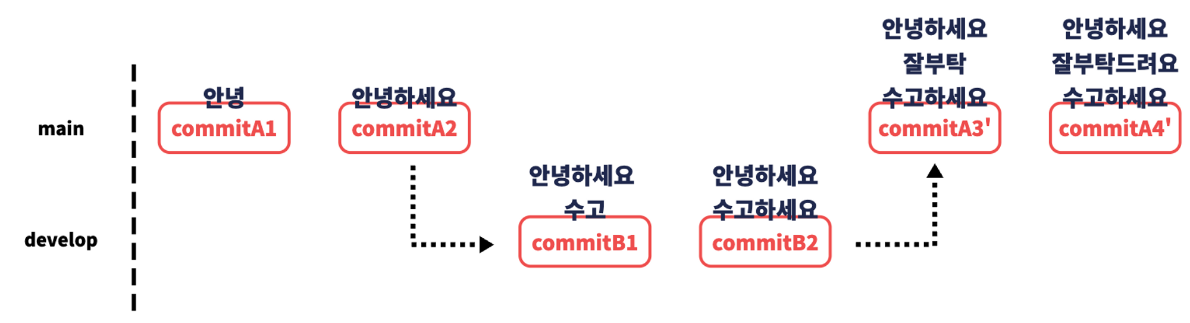 안녕하세요
안녕하세요
잘부탁
잘부탁드려요
안녕
안녕하세요
수고하세요
수고하세요
main
commitA1
commitA2
commitA3'
commitA4'
안녕하세요
안녕하세요
수고
수고하세요
develop
commitB1
commitB2